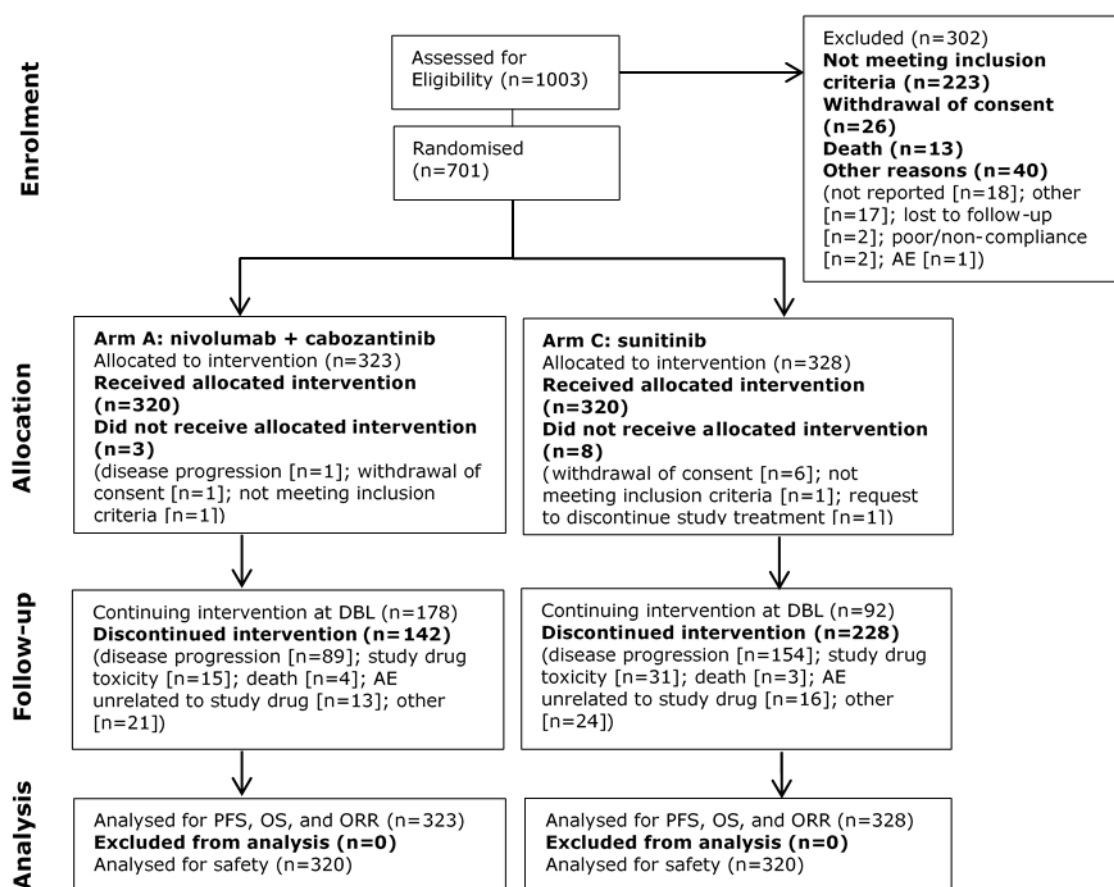 Enrolment
Assessed for
Eligibility (n=1003)
Excluded (n=302)
Not meeting inclusion
criteria (n=223)
Withdrawal of consent
(n=26)
Death (n=13)
Other reasons (n=40)
(not reported [n=18]; other
[n=17]; lost to follow-up
[n=2]; poor/non-compliance
[n=2]; AE [n=1])
Randomised
(n=701)
Allocation
Arm A: nivolumab + cabozantinib
Allocated to intervention (n=323)
Received allocated intervention
(n=320)
Did not receive allocated intervention
(n=3)
(disease progression [n=1]; withdrawal of
consent [n=1]; not meeting inclusion
criteria [n=1])
Arm C: sunitinib
Allocated to intervention (n=328)
Received allocated intervention
(n=320)
Did not receive allocated intervention
(n=8)
(withdrawal of consent [n=6]; not
meeting inclusion criteria [n=1]; request
to discontinue study treatment [n=1])
Follow-up
Continuing intervention at DBL (n=178)
Discontinued intervention (n=142)
(disease progression [n=89]; study drug
toxicity [n=15]; death [n=4]; AE
unrelated to study drug [n=13]; other
[n=21])
Continuing intervention at DBL (n=92)
Discontinued intervention (n=228)
(disease progression [n=154]; study drug
toxicity [n=31]; death [n=3]; AE
unrelated to study drug [n=16]; other
[n=24])
Analysis
Analysed for PFS, OS, and ORR (n=323)
Excluded from analysis (n=0)
Analysed for safety (n=320)
Analysed for PFS, OS, and ORR (n=328)
Excluded from analysis (n=0)
Analysed for safety (n=320)